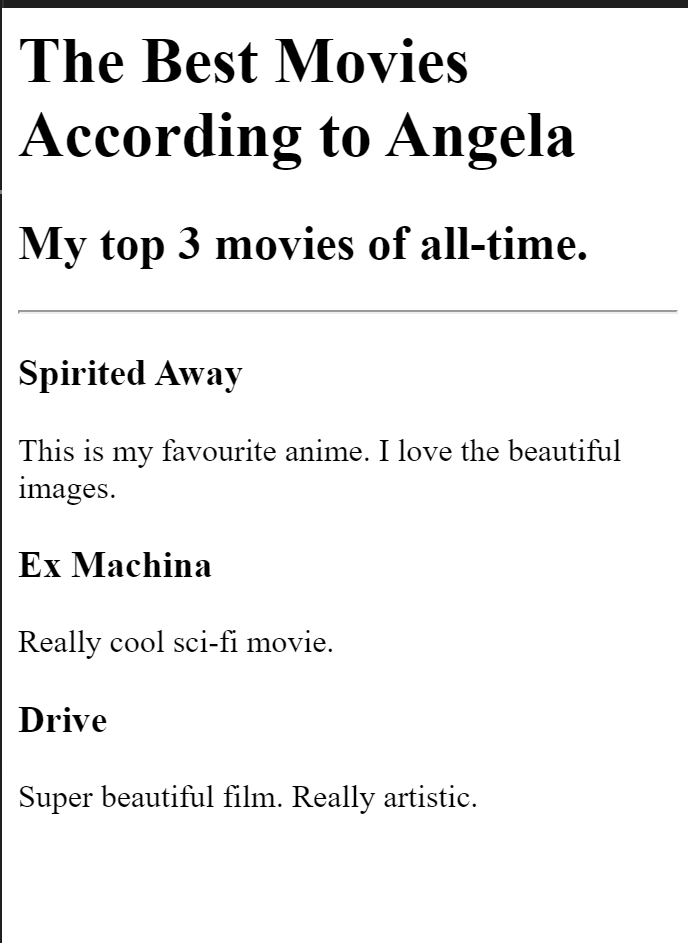 The Best Movies
According to Angela
My top 3 movies of all-time.
Spirited Away
This is my favourite anime. I love the beautiful
images.
Ex Machina
Really cool sci-fi movie.
Drive
Super beautiful film. Really artistic.